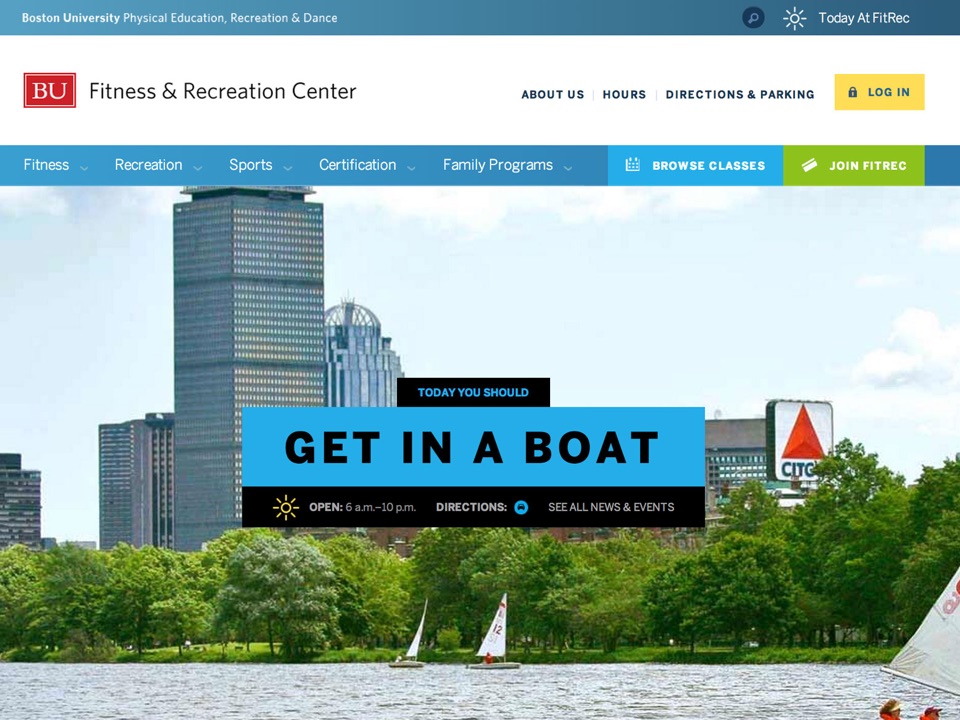 Boston University Physical Education, Recreation & Dance
Today At FitRec
BU Fitness & Recreation Center
ABOUT US
HOURS
DIRECTIONS & PARKING
LOG IN
Fitness
Recreation
Sports
Certification
Family Programs
BROWSE CLASSES
JOIN FITREC
TODAY YOU SHOULD
GET IN A BOAT
OPEN: 6 a.m.–10 p.m.
DIRECTIONS:
SEE ALL NEWS & EVENTS
CITG
12